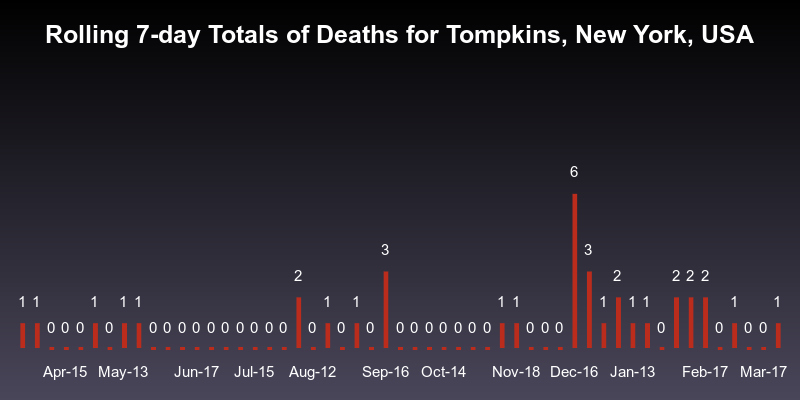 Rolling 7-day Totals of Deaths for Tompkins, New York, USA
6
3 3
2 2 2 2 2
1 1 1 1 1 1 1 1 1 1 1 1 1 1
0 0 0 0 0 0 0 0 0 0 0 0 0 0 0 0 0 0 0 0 0 0 0 0 0 0 0 0 0 0 0
Apr-15 May-13 Jun-17 Jul-15 Aug-12 Sep-16 Oct-14 Nov-18 Dec-16 Jan-13 Feb-17 Mar-17